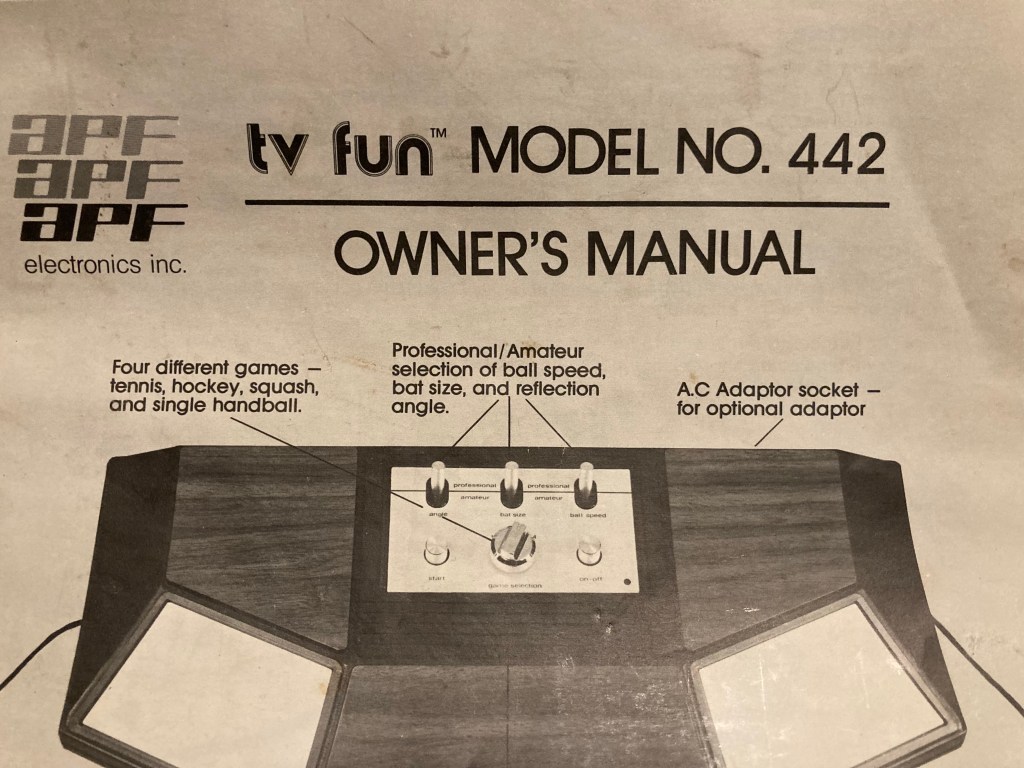 apf
apf
apf
electronics inc.
tv fun™ MODEL NO. 442
OWNER'S MANUAL
Four different games –
tennis, hockey, squash,
and single handball.
Professional/Amateur
selection of ball speed,
bat size, and reflection
angle.
A.C Adaptor socket –
for optional adaptor
professional professional
amateur amateur
angle bat size ball speed
start game selection on-off